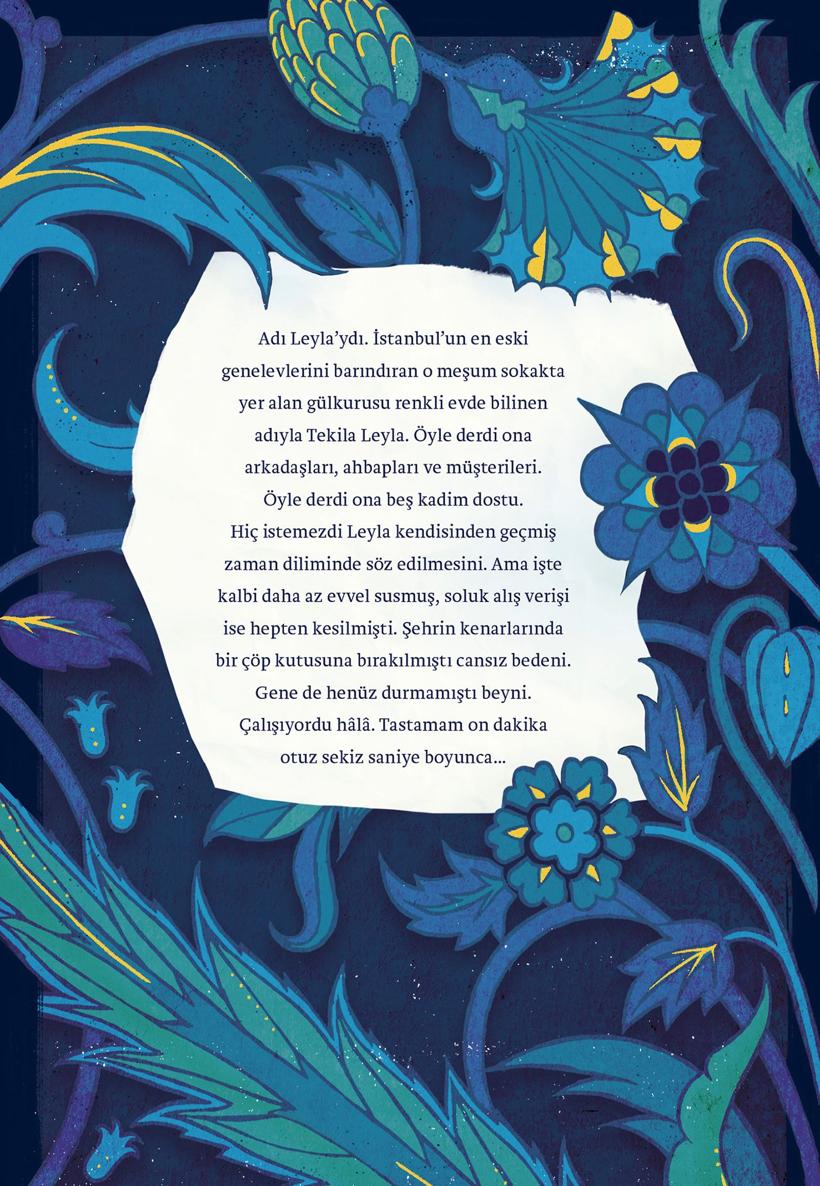 Adı Leyla’ydı. İstanbul’un en eski
genelevlerini barındıran o meşum sokakta
yer alan gülkurusu renkli evde bilinen
adıyla Tekila Leyla. Öyle derdi ona
arkadaşları, ahbapları ve müşterileri.
Öyle derdi ona beş kadim dostu.
Hiç istemezdi Leyla kendisinden geçmiş
zaman diliminde söz edilmesini. Ama işte
kalbi daha az evvel susmuş, soluk alış verişi
ise hepten kesilmişti. Şehrin kenarlarında
bir çöp kutusuna bırakılmıştı cansız bedeni.
Gene de henüz durmamıştı beyni.
Çalışıyordu hâlâ. Tastamam on dakika
otuz sekiz saniye boyunca...